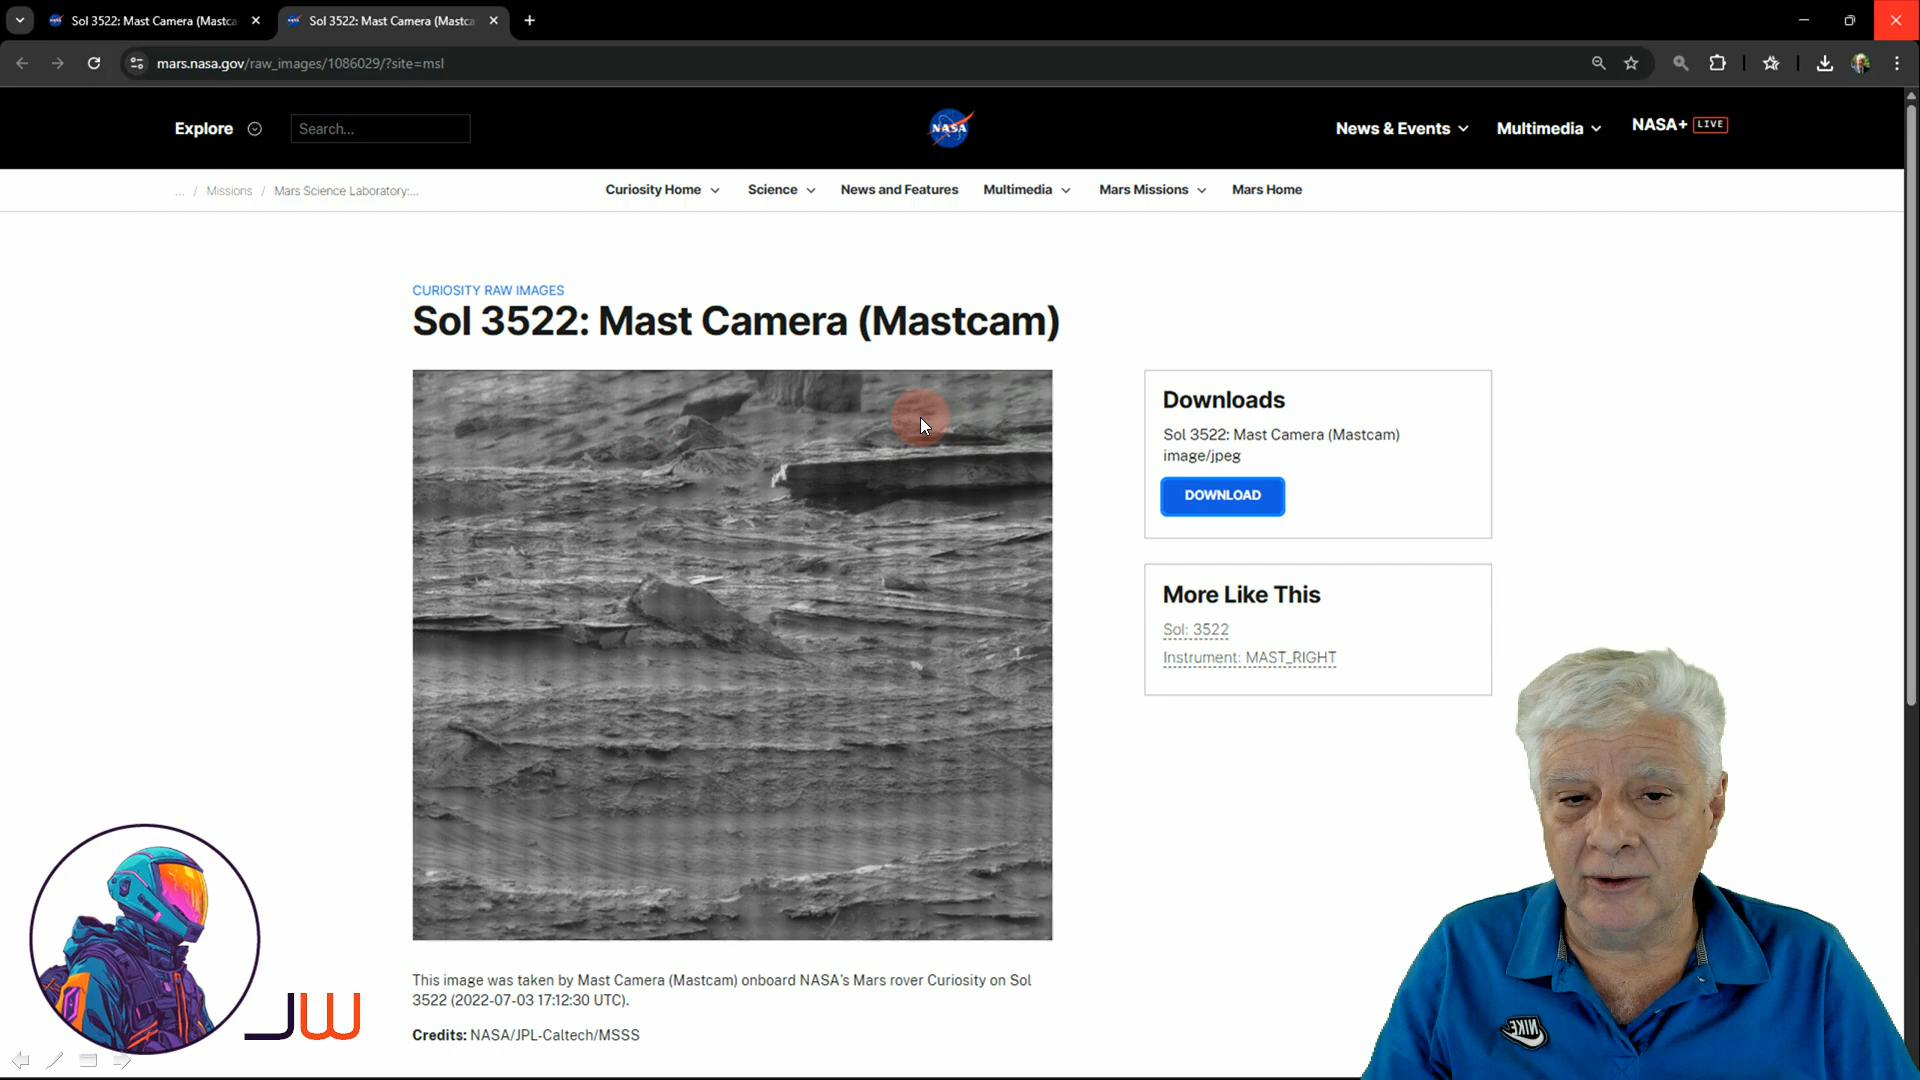 Sol 3522: Mast Camera (Mastca
Sol 3522: Mast Camera (Mastca
mars.nasa.gov/raw_images/1086029/?site=msl
Explore
Search...
NASA
News & Events
Multimedia
NASA+ LIVE
... / Missions / Mars Science Laboratory:...
Curiosity Home
Science
News and Features
Multimedia
Mars Missions
Mars Home
CURIOSITY RAW IMAGES
Sol 3522: Mast Camera (Mastcam)
Downloads
Sol 3522: Mast Camera (Mastcam)
image/jpeg
DOWNLOAD
More Like This
Sol: 3522
Instrument: MAST_RIGHT
This image was taken by Mast Camera (Mastcam) onboard NASA's Mars rover Curiosity on Sol
3522 (2022-07-03 17:12:30 UTC).
Credits: NASA/JPL-Caltech/MSSS
JW
NIKE